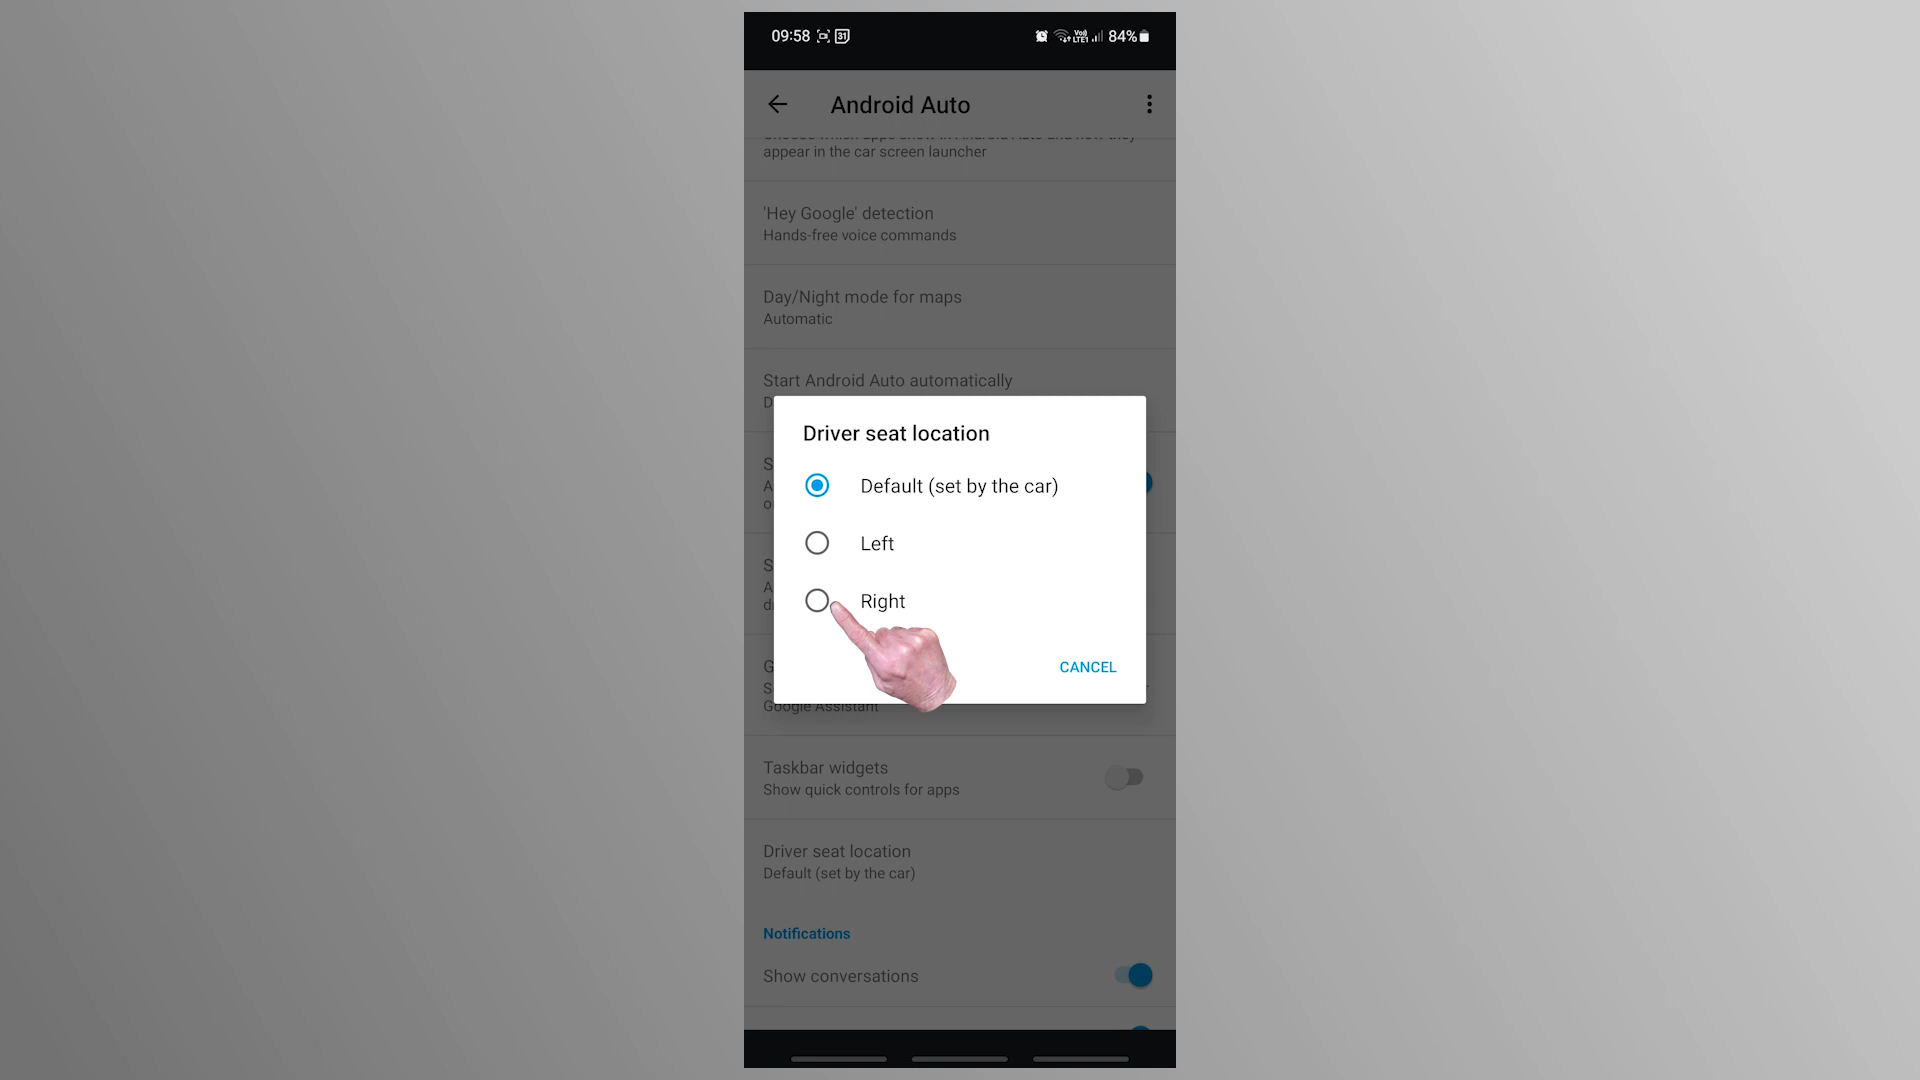 09:58 31 Vo) LTE1 84%
Android Auto
appear in the car screen launcher
'Hey Google' detection
Hands-free voice commands
Day/Night mode for maps
Automatic
Start Android Auto automatically
D
Driver seat location
S
Default (set by the car)
A
o
Left
S
A
d
Right
G
CANCEL
S
Google Assistant
Taskbar widgets
Show quick controls for apps
Driver seat location
Default (set by the car)
Notifications
Show conversations